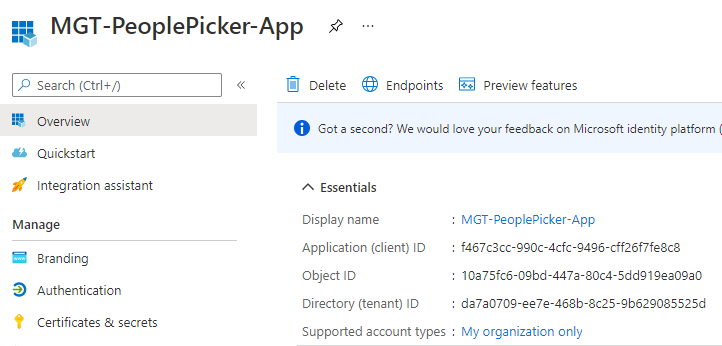 MGT-PeoplePicker-App
Search (Ctrl+/)
Overview
Quickstart
Integration assistant
Manage
Branding
Authentication
Certificates & secrets
Delete Endpoints Preview features
Got a second? We would love your feedback on Microsoft identity platform (
Essentials
Display name : MGT-PeoplePicker-App
Application (client) ID : f467c3cc-990c-4cfc-9496-cff26f7fe8c8
Object ID : 10a75fc6-09bd-447a-80c4-5dd919ea09a0
Directory (tenant) ID : da7a0709-ee7e-468b-8c25-9b629085525d
Supported account types : My organization only